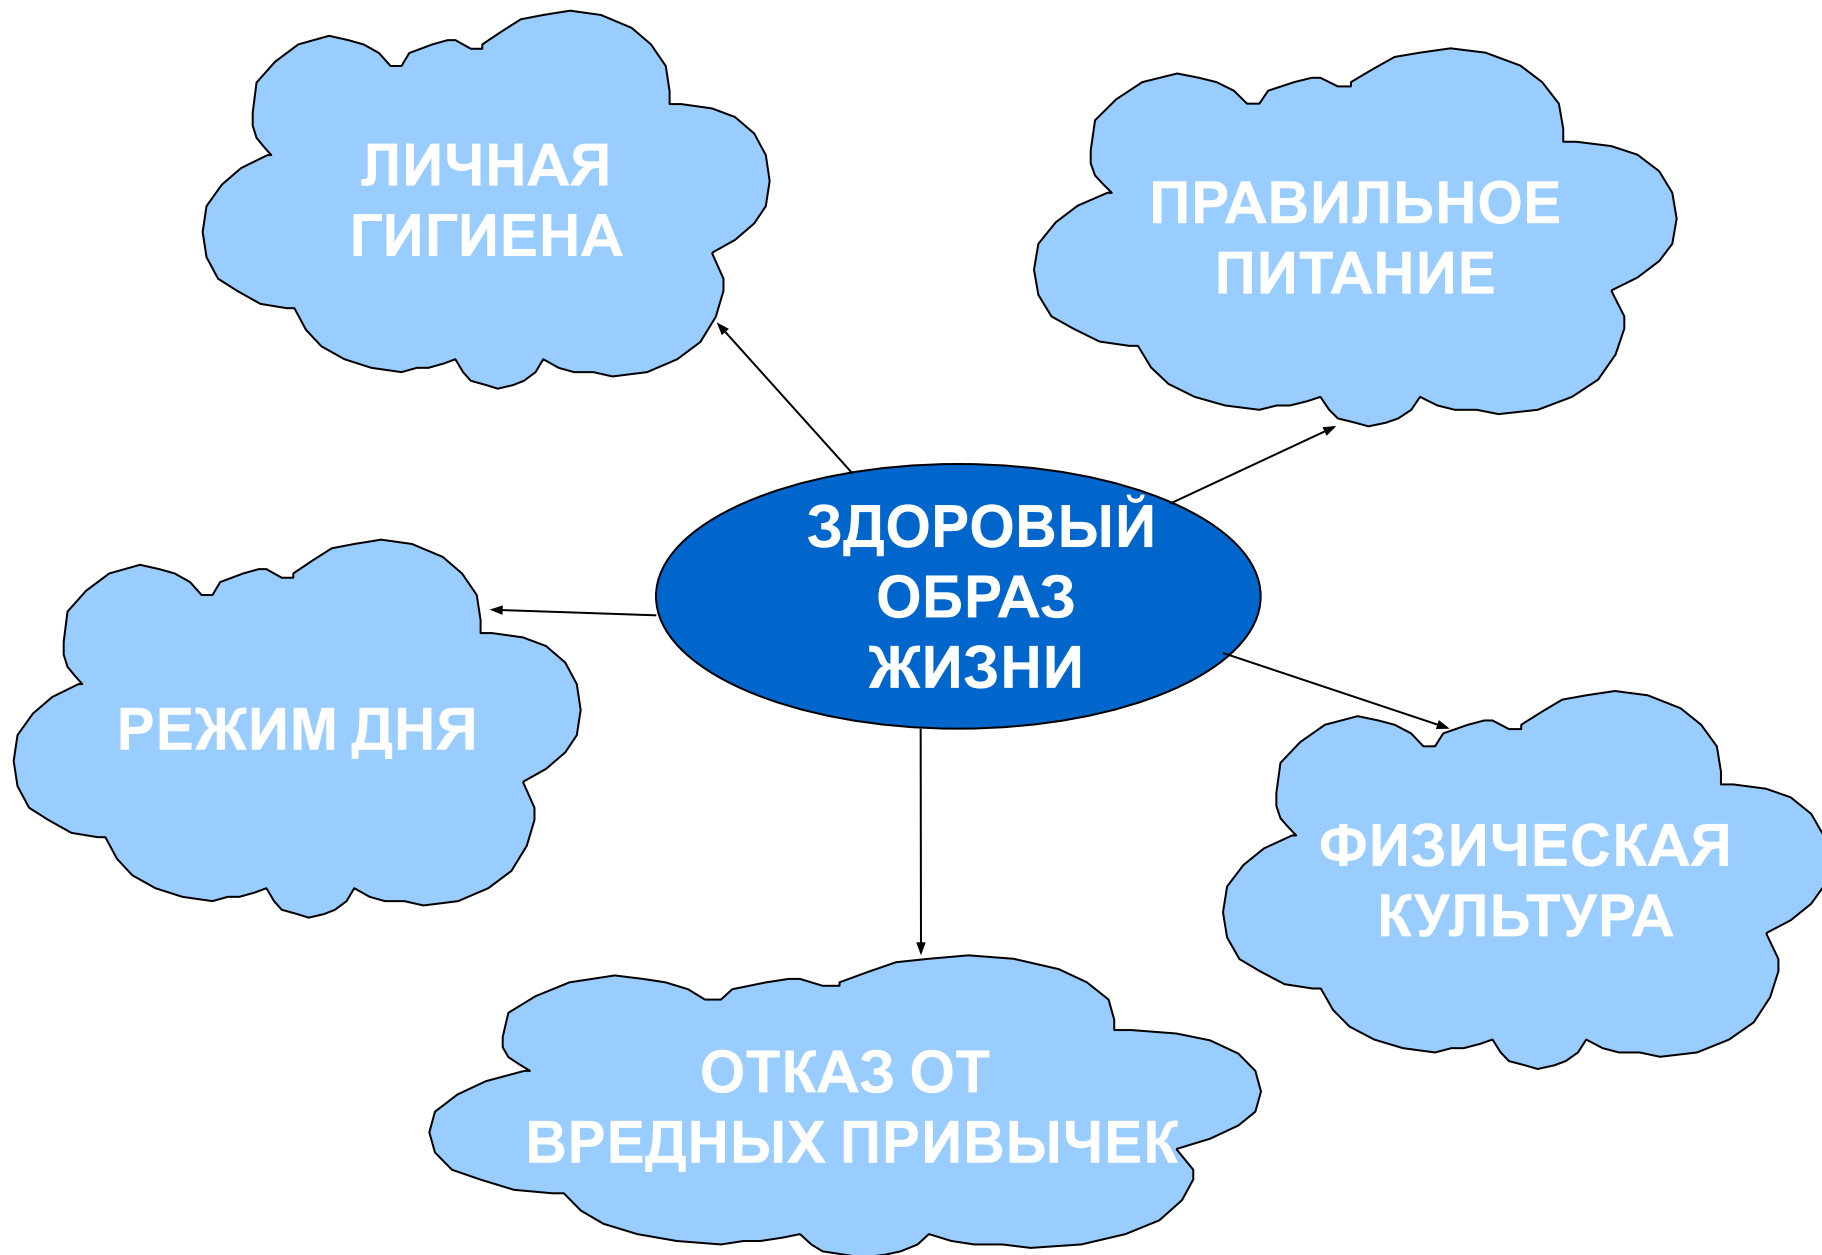 ЛИЧНАЯ
ГИГИЕНА
ПРАВИЛЬНОЕ
ПИТАНИЕ
ЗДОРОВЫЙ
ОБРАЗ
ЖИЗНИ
РЕЖИМ ДНЯ
ФИЗИЧЕСКАЯ
КУЛЬТУРА
ОТКАЗ ОТ
ВРЕДНЫХ ПРИВЫЧЕК